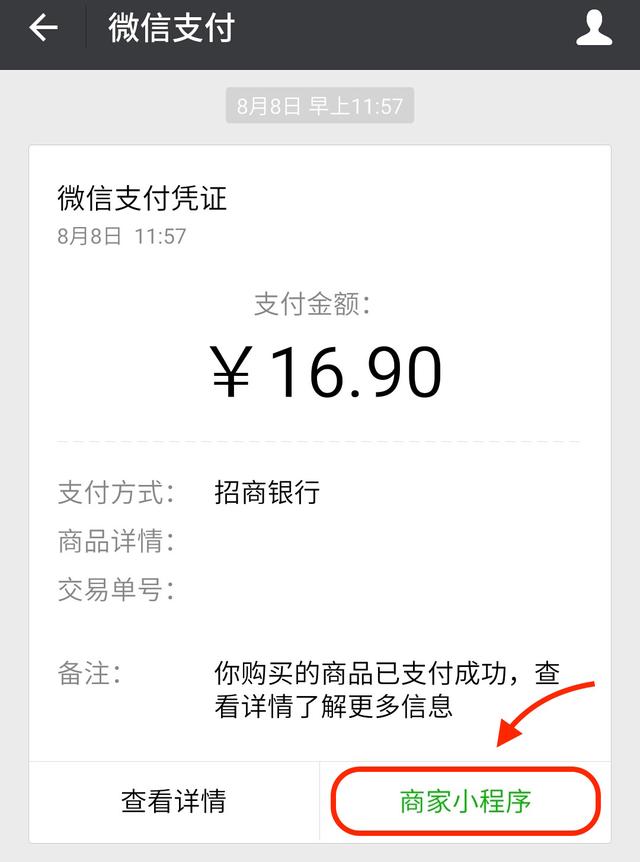 微信支付
8月8日 早上11:57
微信支付凭证
8月8日 11:57
支付金额：
￥16.90
支付方式： 招商银行
商品详情：
交易单号：
备注： 你购买的商品已支付成功，查
看详情了解更多信息
查看详情 商家小程序